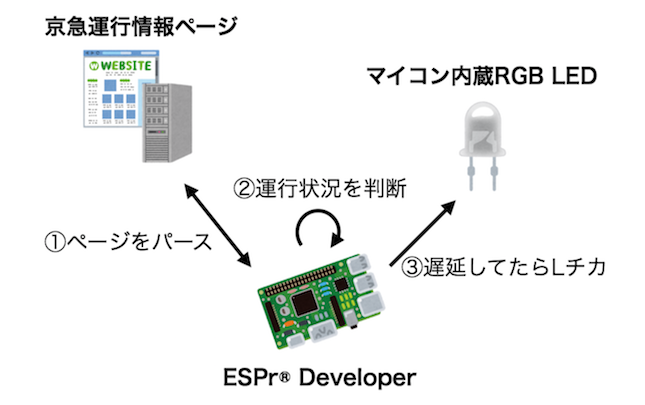 京急運行情報ページ
W WEBSITE
マイコン内蔵RGB LED
②運行状況を判断
①ページをパース
③遅延してたらLチカ
ESPr® Developer